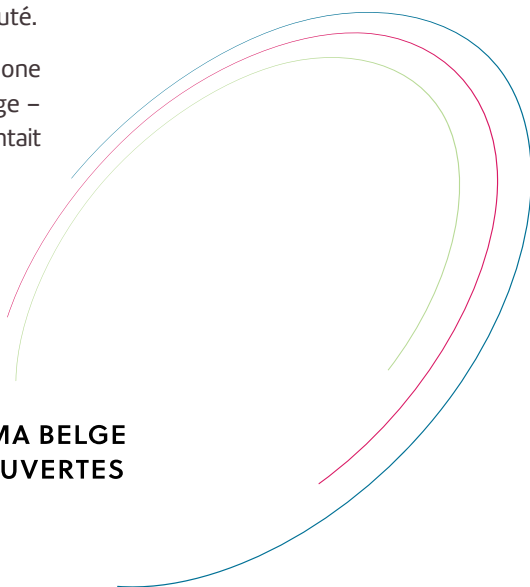 uté.
one
ge –
ntait
MA BELGE
UVERTES